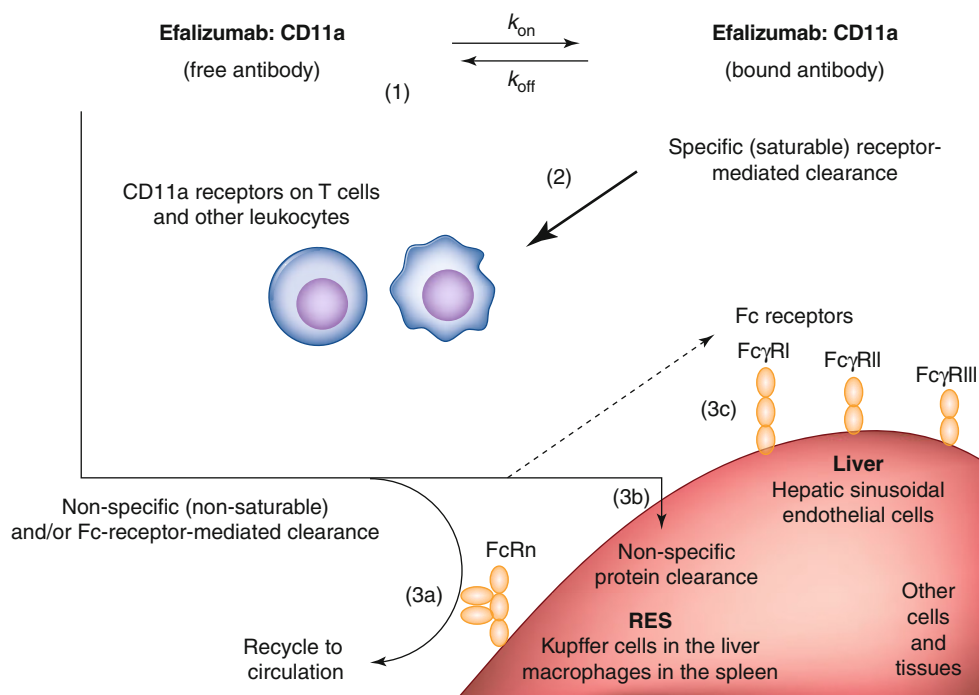 Efalizumab: CD11a
(free antibody)
kon
koff
Efalizumab: CD11a
(bound antibody)
(1)
Specific (saturable) receptor-
mediated clearance
(2)
CD11a receptors on T cells
and other leukocytes
Fc receptors
FcγRI
FcγRII
FcγRIII
(3c)
Liver
Hepatic sinusoidal
endothelial cells
(3b)
Non-specific (non-saturable)
and/or Fc-receptor-mediated clearance
FcRn
Non-specific
protein clearance
(3a)
Other
cells
and
tissues
RES
Kupffer cells in the liver
macrophages in the spleen
Recycle to
circulation